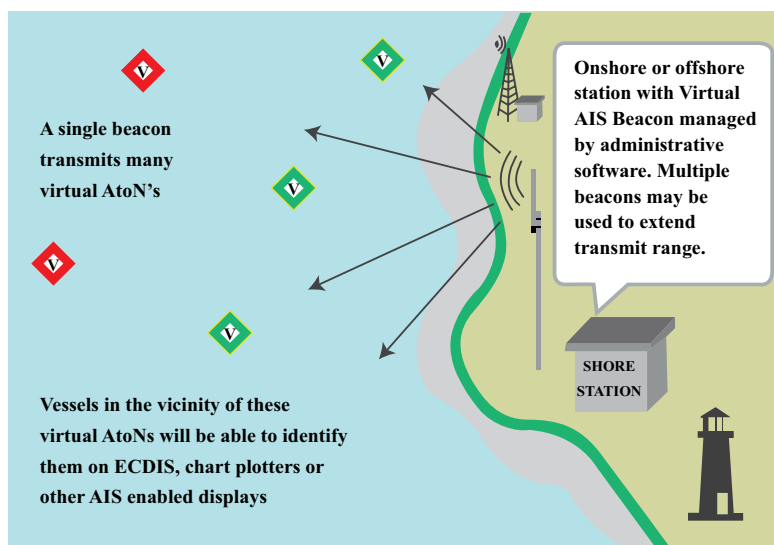 V
V
A single beacon
transmits many
virtual AtoN's
V
V
V
Vessels in the vicinity of these
virtual AtoNs will be able to identify
them on ECDIS, chart plotters or
other AIS enabled displays
Onshore or offshore
station with Virtual
AIS Beacon managed
by administrative
software. Multiple
beacons may be
used to extend
transmit range.
SHORE
STATION